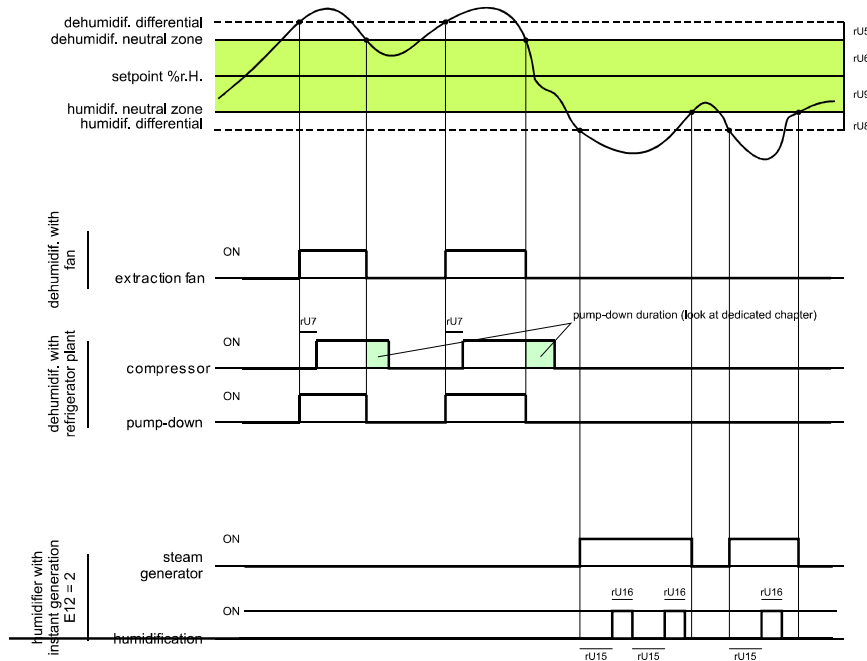 dehumidif. differential
dehumidif. neutral zone
setpoint %r.H.
humidif. neutral zone
humidif. differential
rU5
rU6
rU9
rU8
dehumidif. with
fan
ON
extraction fan
dehumidif. with
refrigerator plant
rU7
rU7
pump-down duration (look at dedicated chapter)
ON
compressor
ON
pump-down
humidifier with
instant generation
E12 = 2
ON
steam
generator
rU16
rU16
rU16
ON
humidification
rU15
rU15
rU15